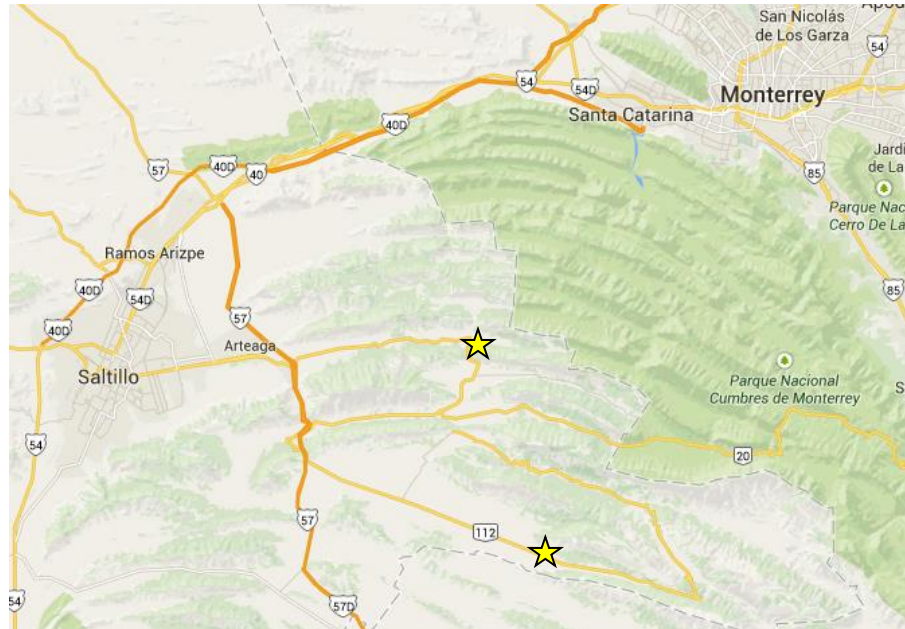 Apod
San Nicolás
de Los Garza
54
57
40D
40
40D
54
54D
Monterrey
Santa Catarina
85
Jardi
de La
Parque Nac
Cerro De La
Ramos Arizpe
40D
54D
40D
57
85
Arteaga
Saltillo
Parque Nacional
Cumbres de Monterrey
S
54
20
57
112
54
57D